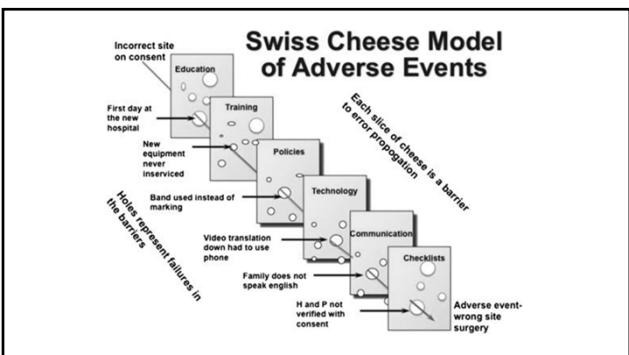 Swiss Cheese Model
of Adverse Events
Incorrect site
on consent
Education
First day at
the new
hospital
Training
New
equipment
never
inserviced
Policies
Each slice of cheese is a barrier
to error propogation
Band used instead of
marking
Technology
Holes represent failures in
the barriers
Video translation
down had to use
phone
Communication
Family does not
speak english
Checklists
H and P not
verified with
consent
Adverse event-
wrong site
surgery